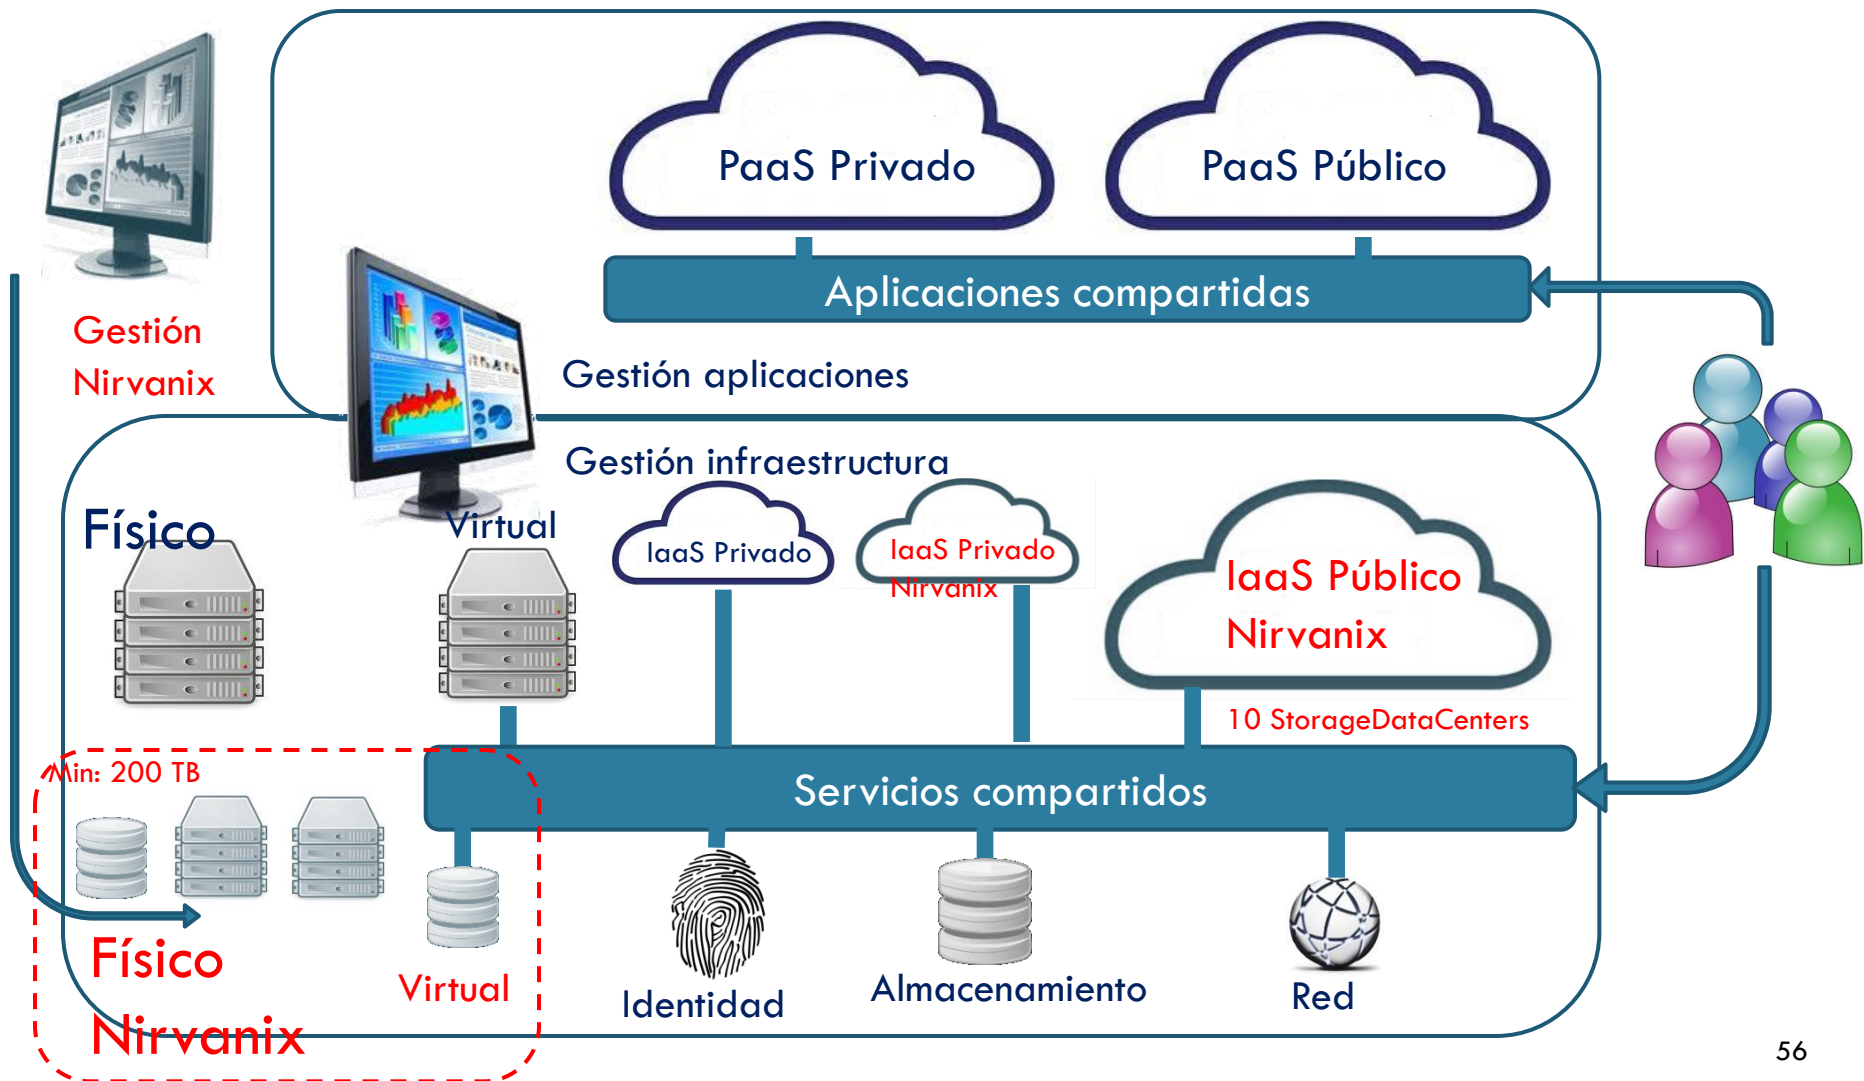 PaaS Privado
PaaS Público
Aplicaciones compartidas
Gestión
Nirvanix
Gestión aplicaciones
Gestión infraestructura
Físico
Virtual
IaaS Privado
IaaS Privado
Nirvanix
IaaS Público
Nirvanix
10 StorageDataCenters
Min: 200 TB
Servicios compartidos
Físico
Nirvanix
Virtual
Identidad
Almacenamiento
Red
56